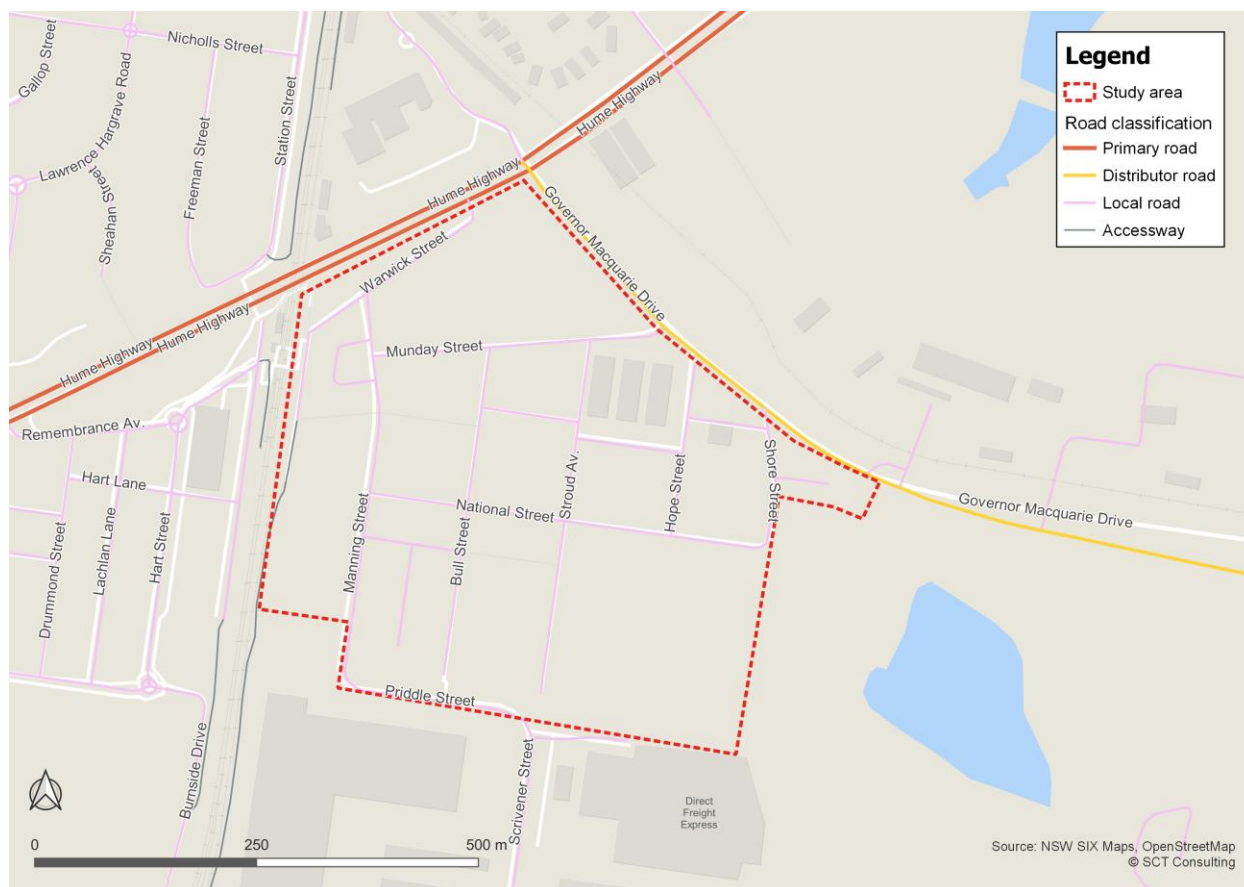 Nicholls Street
Gallop Street
Lawrence Hargrave Road
Sheahan Street
Freeman Street
Station Street
Hume Highway
Hume Highway
Hume Highway
Hume Highway
Warwick Street
Governor Macquarie Drive
Munday Street
Remembrance Av.
Hart Lane
Drummond Street
Lachlan Lane
Hart Street
Manning Street
National Street
Bull Street
Stroud Av.
Hope Street
Shore Street
Governor Macquarie Drive
Priddle Street
Burnside Drive
Scrivener Street
Direct
Freight
Express
Legend
Study area
Road classification
Primary road
Distributor road
Local road
Accessway
0 250 500 m
Source: NSW SIX Maps, OpenStreetMap
© SCT Consulting